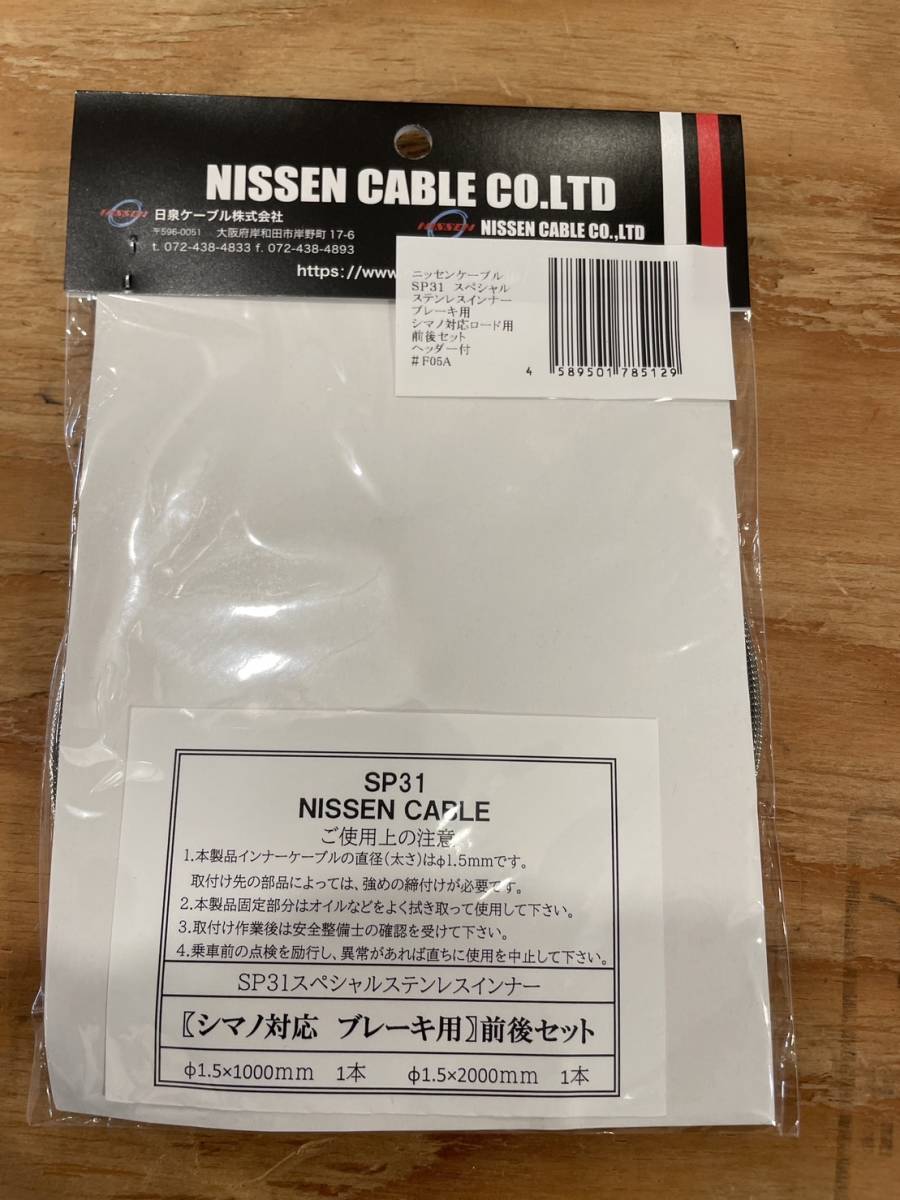 NISSEN CABLE CO.LTD
NISSEN
日泉ケーブル株式会社
〒596-0051 大阪府岸和田市岸野町 17-6
t. 072-438-4833 f. 072-438-4893
NISSEN
NISSEN CABLE CO.,LTD
https://www.
ニッセンケーブル
SP31 スペシャル
ステンレスインナー
ブレーキ用
シマノ対応ロード用
前後セット
ヘッダー付
#F05A
4 589501 785129
SP31
NISSEN CABLE
ご使用上の注意
1.本製品インナーケーブルの直径(太さ)はφ1.5mmです。
取付け先の部品によっては、強めの締付けが必要です。
2.本製品固定部分はオイルなどをよく拭き取って使用して下さい。
3.取付け作業後は安全整備士の確認を受けて下さい。
4.乗車前の点検を励行し、異常があれば直ちに使用を中止して下さい。
SP31スペシャルステンレスインナー
〖シマノ対応 ブレーキ用〗前後セット
φ1.5×1000mm 1本 φ1.5×2000mm 1本